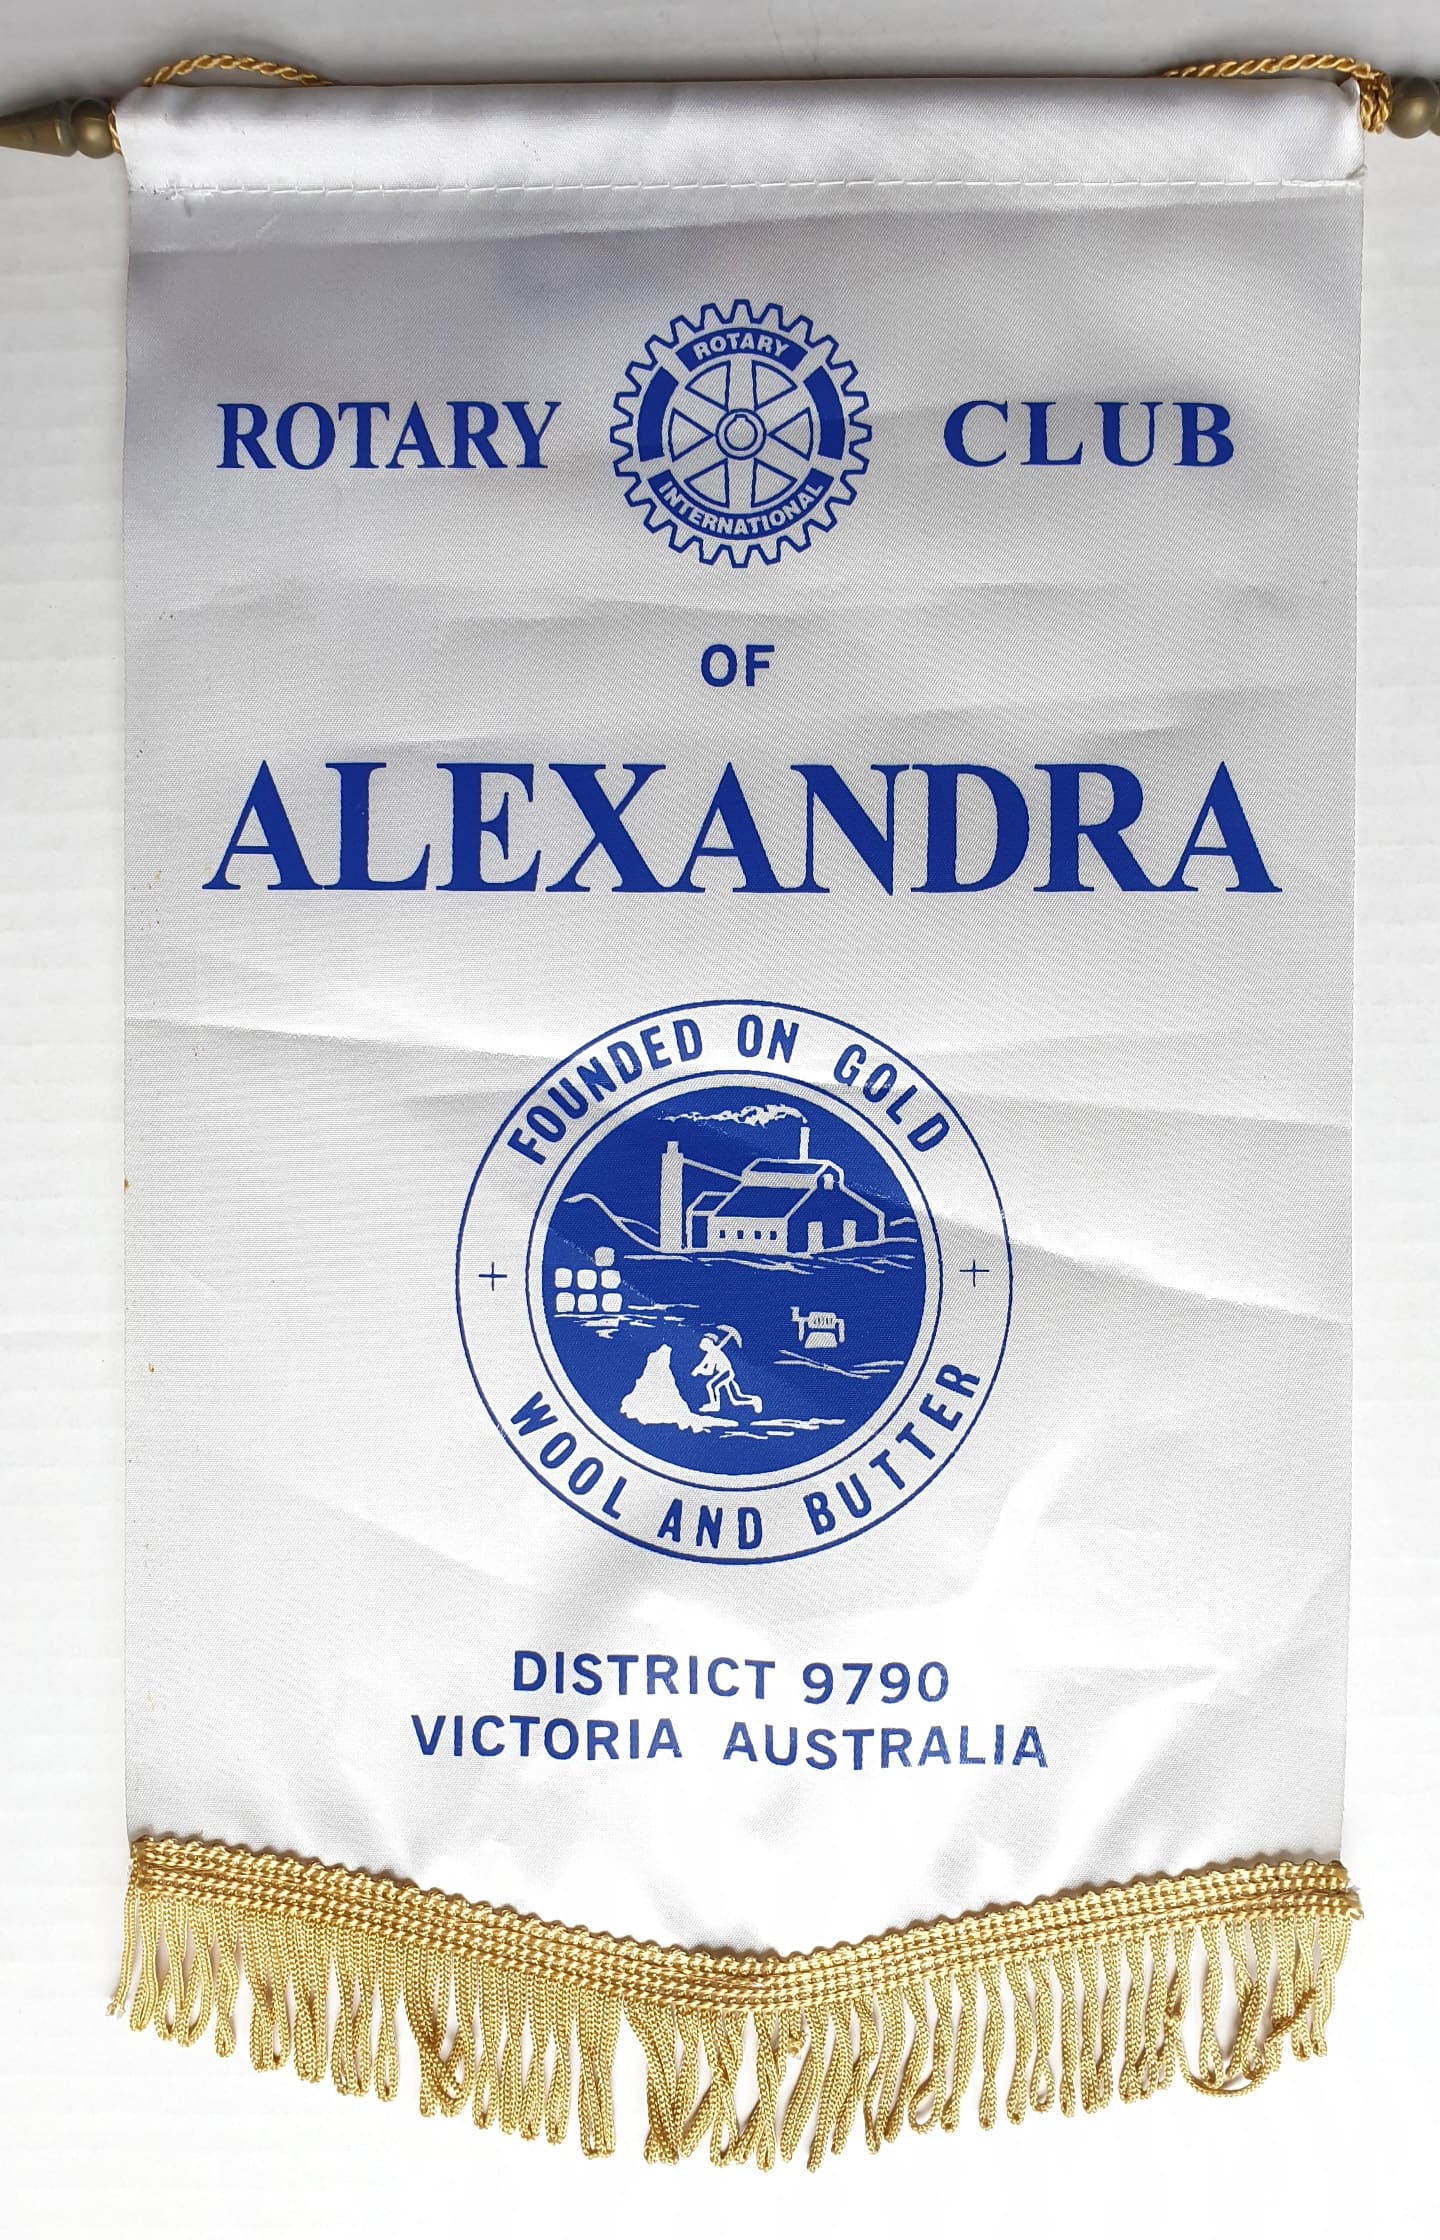 ROTARY
ROTARY CLUB
INTERNATIONAL
OF
ALEXANDRA
FOUNDED ON GOLD
WOOL AND BUTTER
DISTRICT 9790
VICTORIA AUSTRALIA